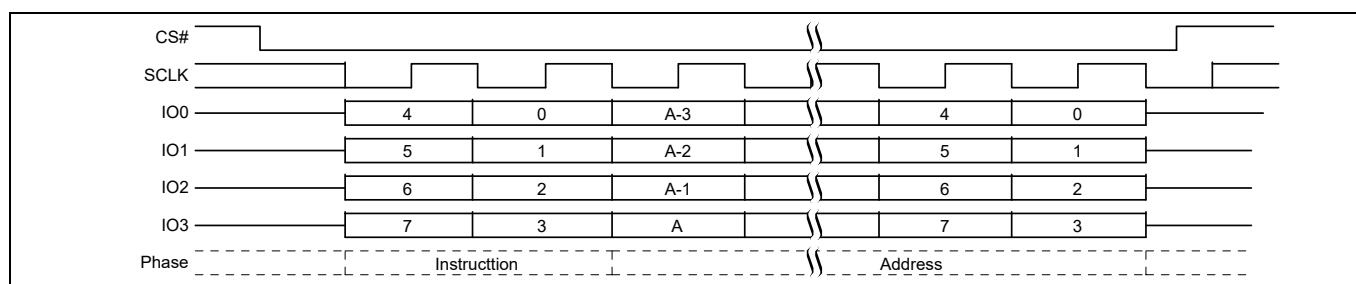 CS#
SCLK
IO0 4 0 A-3 4 0
IO1 5 1 A-2 5 1
IO2 6 2 A-1 6 2
IO3 7 3 A 7 3
Phase Instructtion Address